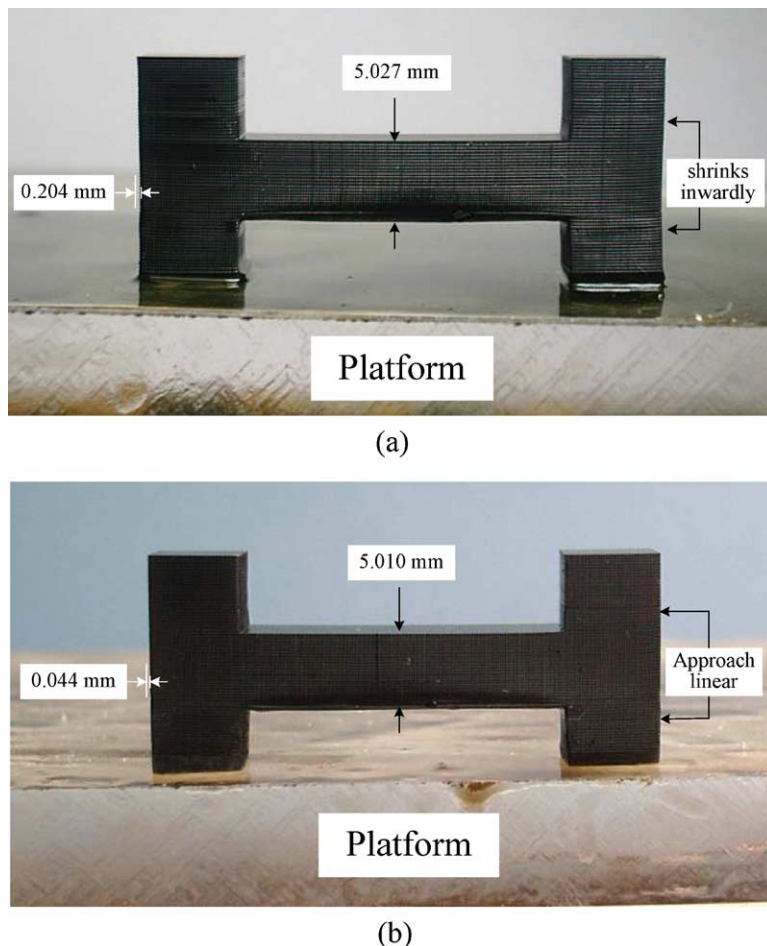 5.027 mm
0.204 mm
shrinks
inwardly
Platform
(a)
5.010 mm
0.044 mm
Approach
linear
Platform
(b)